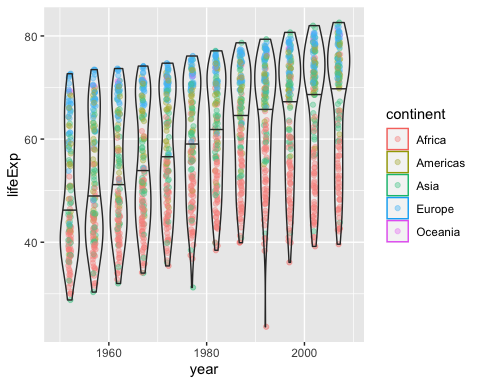 80
60
40
lifeExp
1960
1980
2000
year
continent
Africa
Americas
Asia
Europe
Oceania